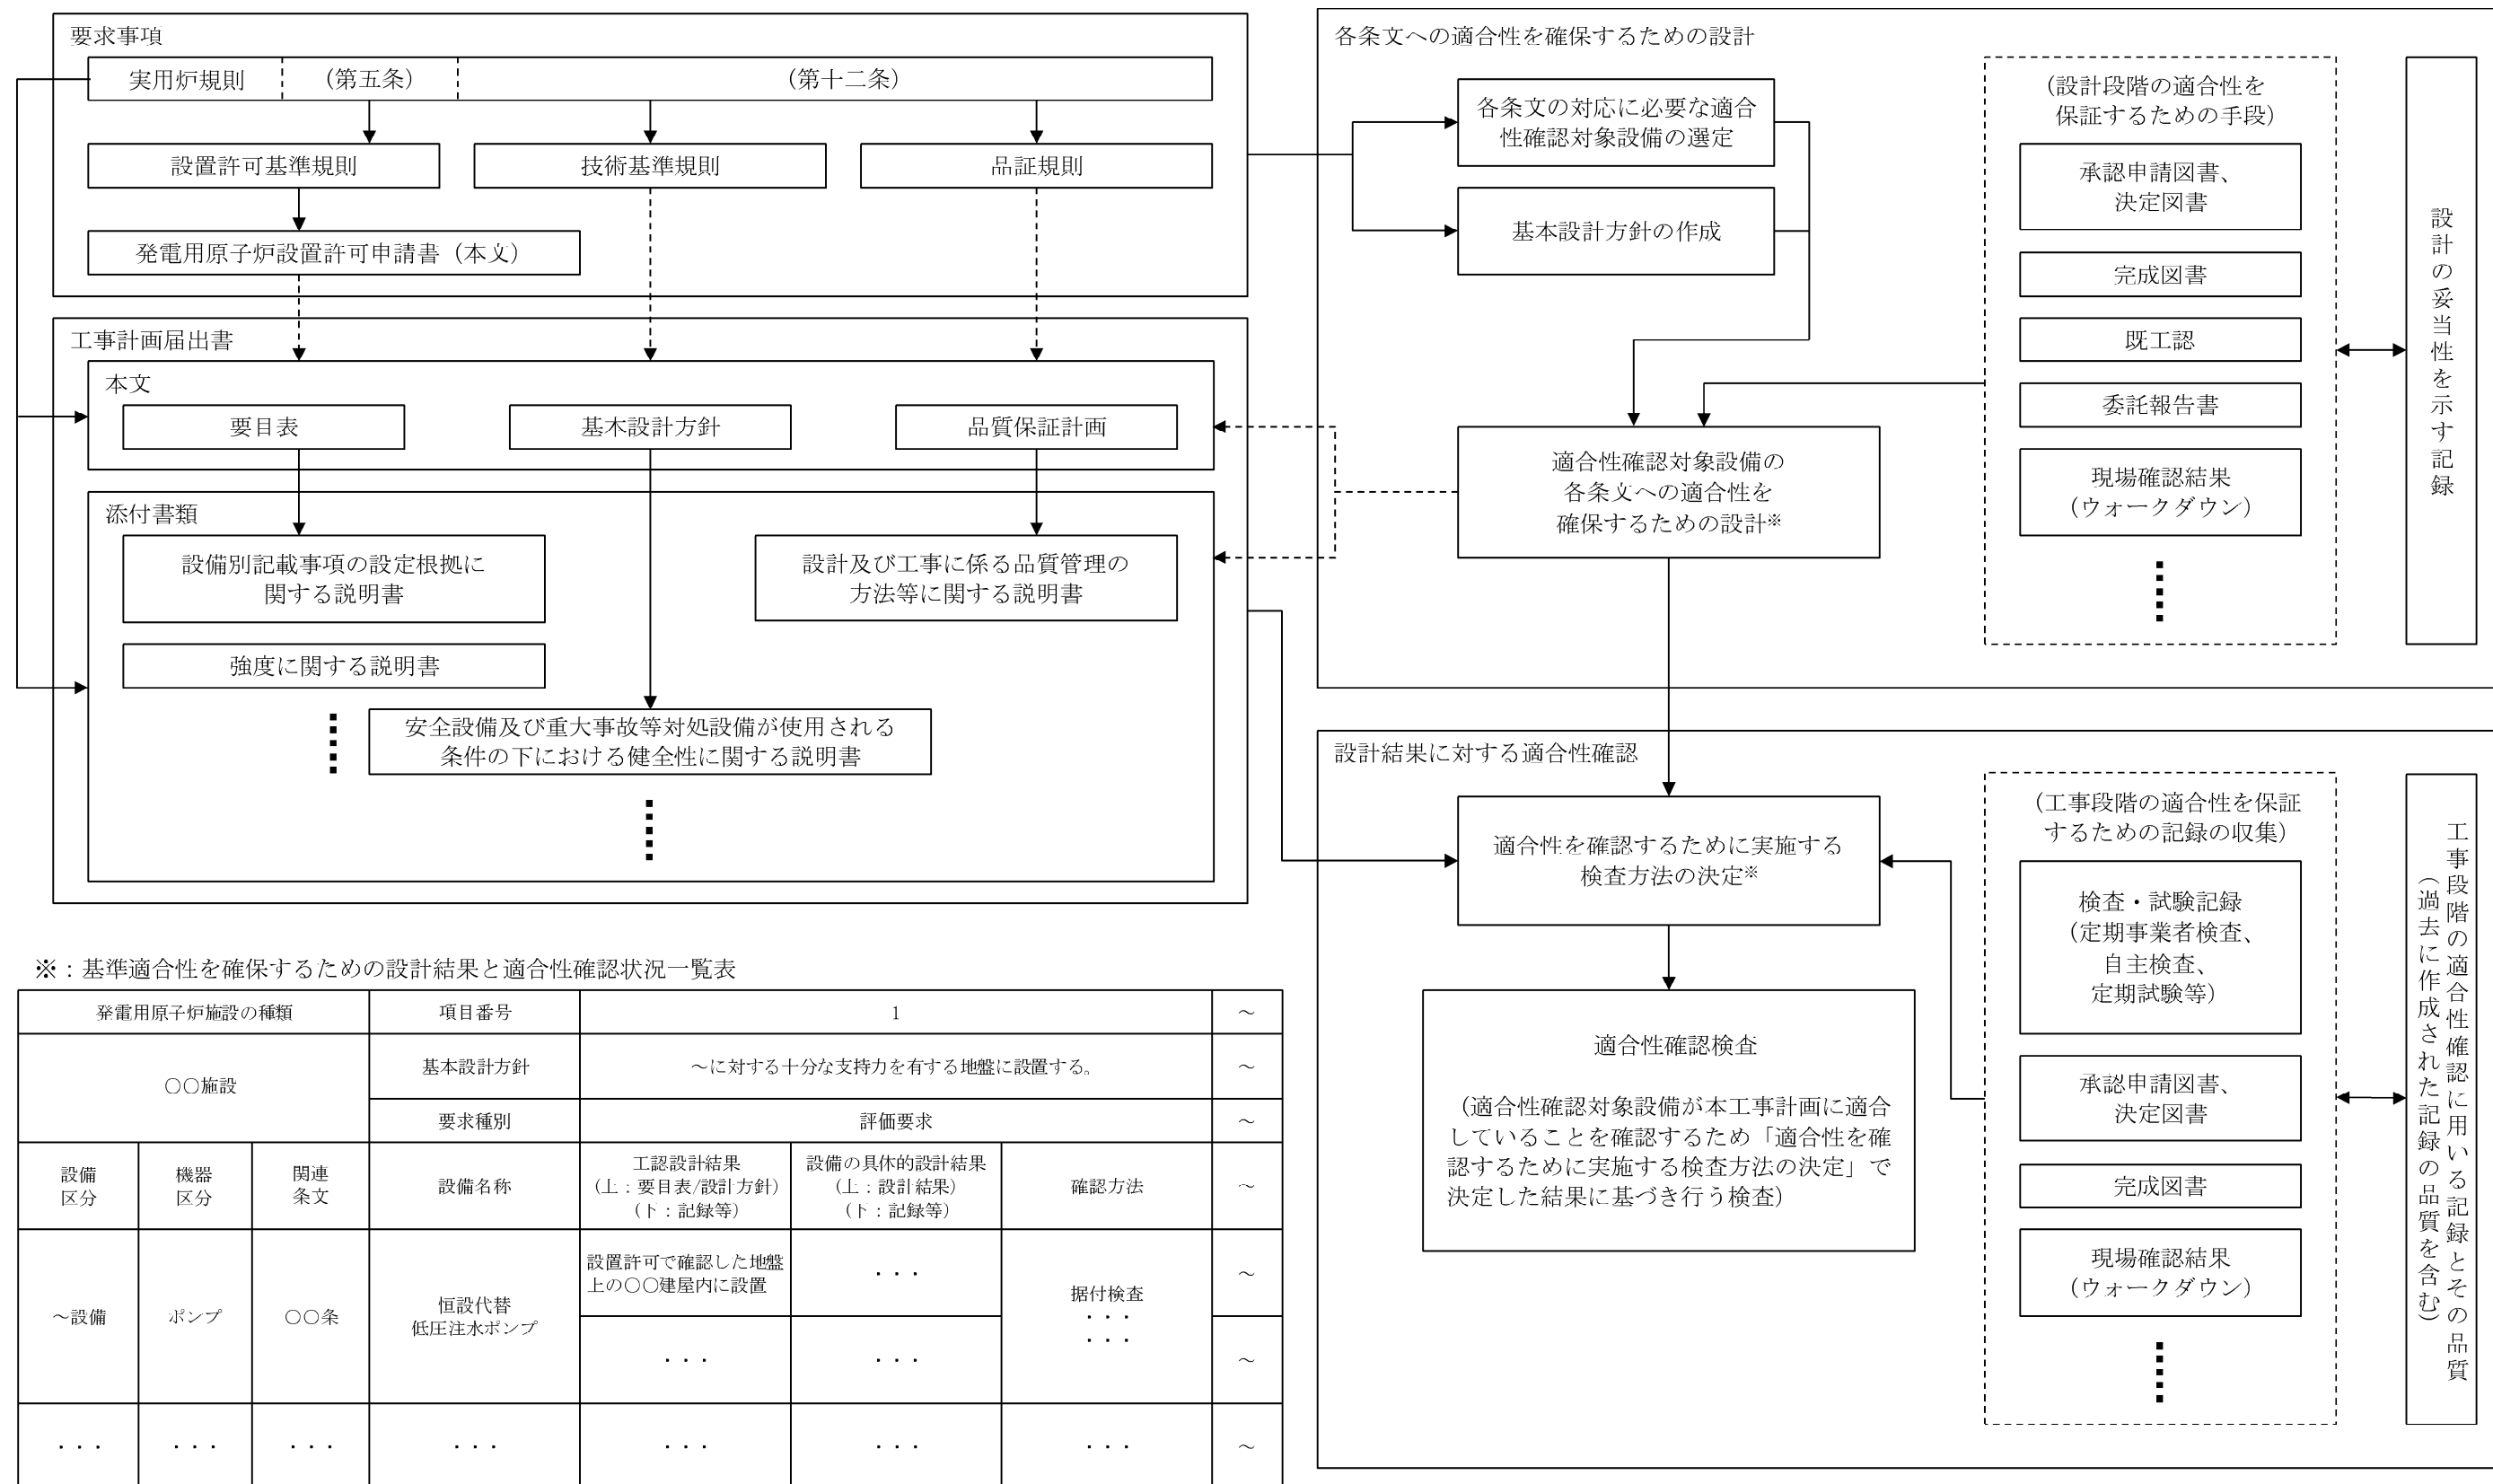 要求事項
実用炉規則
(第五条)
(第十二条)
設置許可基準規則
技術基準規則
品証規則
発電用原子炉設置許可申請書（本文）
工事計画届出書
本文
要目表
基本設計方針
品質保証計画
添付書類
設備別記載事項の設定根拠に
関する説明書
設計及び工事に係る品質管理の
方法等に関する説明書
強度に関する説明書
安全設備及び重大事故等対処設備が使用される
条件の下における健全性に関する説明書
各条文への適合性を確保するための設計
各条文の対応に必要な適合
性確認対象設備の選定
基本設計方針の作成
適合性確認対象設備の
各条文への適合性を
確保するための設計※
(設計段階の適合性を
保証するための手段)
承認申請図書、
決定図書
完成図書
既工認
委託報告書
現場確認結果
(ウォークダウン)
設計の妥当性を示す記録
設計結果に対する適合性確認
適合性を確認するために実施する
検査方法の決定※
適合性確認検査
(適合性確認対象設備が本工事計画に適合
していることを確認するため「適合性を確
認するために実施する検査方法の決定」で
決定した結果に基づき行う検査)
(工事段階の適合性を保証
するための記録の収集)
検査・試験記録
(定期事業者検査、
自主検査、
定期試験等)
承認申請図書、
決定図書
完成図書
現場確認結果
(ウォークダウン)
工事段階の適合性確認に用いる記録とその品質
(過去に作成された記録の品質を含む)
※：基準適合性を確保するための設計結果と適合性確認状況一覧表
発電用原子炉施設の種類
項目番号
1
～
○○施設
基本設計方針
～に対する十分な支持力を有する地盤に設置する。
～
要求種別
評価要求
～
設備
区分
機器
区分
関連
条文
設備名称
工認設計結果
(上：要目表/設計方針)
(下：記録等)
設備の具体的設計結果
(上：設計結果)
(下：記録等)
確認方法
～
～設備
ポンプ
○○条
恒設代替
低圧注水ポンプ
設置許可で確認した地盤
上の○○建屋内に設置
・・・
据付検査
・・・
・・・
～
・・・
・・・
～
・・・
・・・
・・・
・・・
・・・
・・・
・・・
～